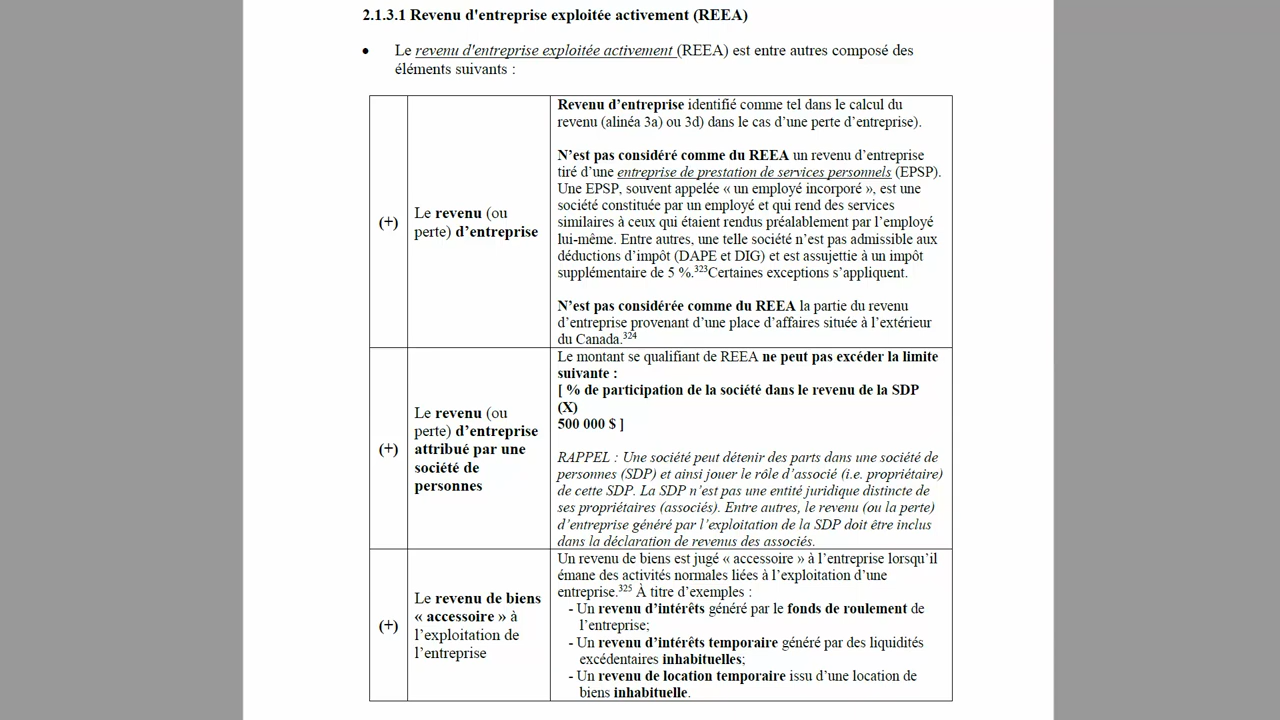 2.1.3.1 Revenu d'entreprise exploitée activement (REEA)
• Le revenu d'entreprise exploitée activement (REEA) est entre autres composé des
éléments suivants :
(+)
Le revenu (ou
perte) d’entreprise
Revenu d’entreprise identifié comme tel dans le calcul du
revenu (alinéa 3a) ou 3d) dans le cas d’une perte d’entreprise).
N’est pas considéré comme du REEA un revenu d’entreprise
tiré d’une entreprise de prestation de services personnels (EPSP).
Une EPSP, souvent appelée « un employé incorporé », est une
société constituée par un employé et qui rend des services
similaires à ceux qui étaient rendus préalablement par l’employé
lui-même. Entre autres, une telle société n’est pas admissible aux
déductions d’impôt (DAPE et DIG) et est assujettie à un impôt
supplémentaire de 5 %.323Certaines exceptions s’appliquent.
N’est pas considérée comme du REEA la partie du revenu
d’entreprise provenant d’une place d’affaires située à l’extérieur
du Canada.324
(+)
Le revenu (ou
perte) d’entreprise
attribué par une
société de
personnes
Le montant se qualifiant de REEA ne peut pas excéder la limite
suivante :
[ % de participation de la société dans le revenu de la SDP
(X)
500 000 $ ]
RAPPEL : Une société peut détenir des parts dans une société de
personnes (SDP) et ainsi jouer le rôle d’associé (i.e. propriétaire)
de cette SDP. La SDP n’est pas une entité juridique distincte de
ses propriétaires (associés). Entre autres, le revenu (ou la perte)
d’entreprise généré par l’exploitation de la SDP doit être inclus
dans la déclaration de revenus des associés.
(+)
Le revenu de biens
« accessoire » à
l’exploitation de
l’entreprise
Un revenu de biens est jugé « accessoire » à l’entreprise lorsqu’il
émane des activités normales liées à l’exploitation d’une
entreprise.325 À titre d’exemples :
- Un revenu d’intérêts généré par le fonds de roulement de
l’entreprise;
- Un revenu d’intérêts temporaire généré par des liquidités
excédentaires inhabituelles;
- Un revenu de location temporaire issu d’une location de
biens inhabituelle.